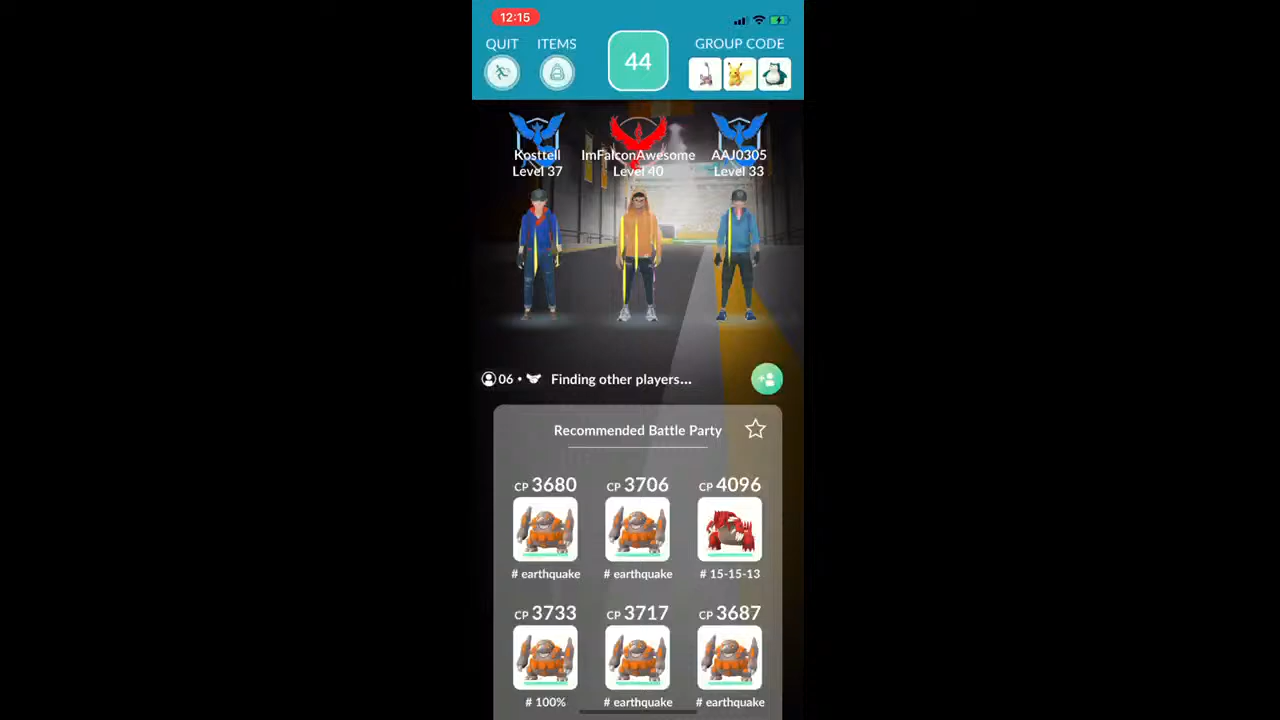 12:15
QUIT ITEMS 44 GROUP CODE
Kosttell ImFalconAwesome AAJ0305
Level 37 Level 40 Level 33
06 • Finding other players...
Recommended Battle Party
CP 3680 CP 3706 CP 4096
# earthquake # earthquake # 15-15-13
CP 3733 CP 3717 CP 3687
# 100% # earthquake # earthquake